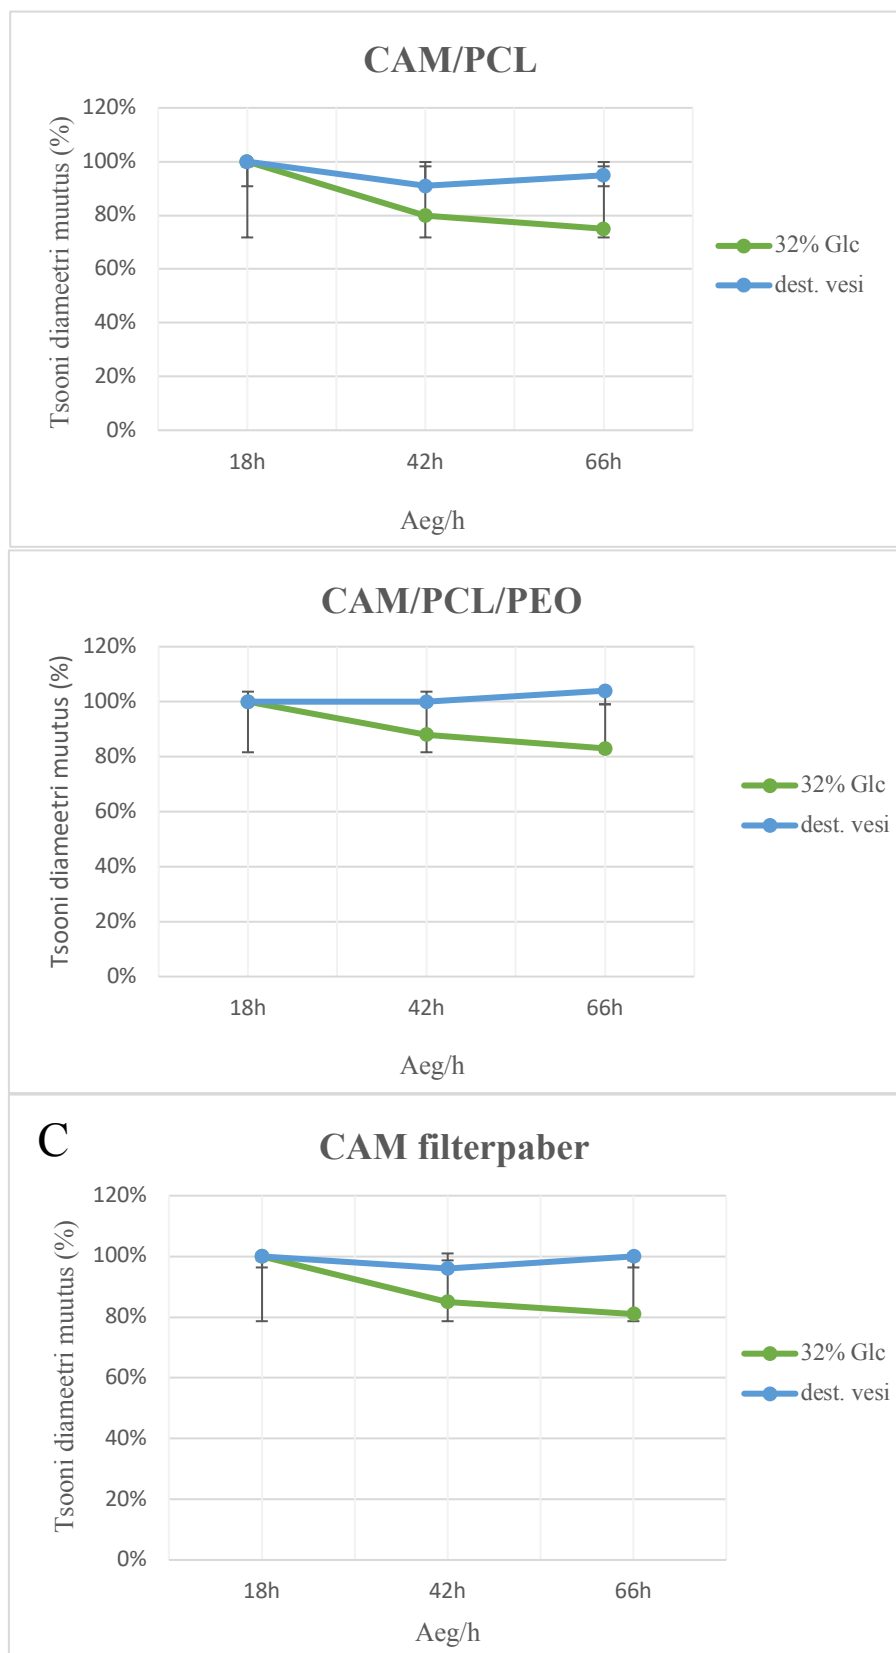 CAM/PCL
Tsooni diameetri muutus (%)
120%
100%
80%
60%
40%
20%
0%
18h 42h 66h
Aeg/h
32% Glc
dest. vesi
CAM/PCL/PEO
Tsooni diameetri muutus (%)
120%
100%
80%
60%
40%
20%
0%
18h 42h 66h
Aeg/h
32% Glc
dest. vesi
C
CAM filterpaber
Tsooni diameetri muutus (%)
120%
100%
80%
60%
40%
20%
0%
18h 42h 66h
Aeg/h
32% Glc
dest. vesi